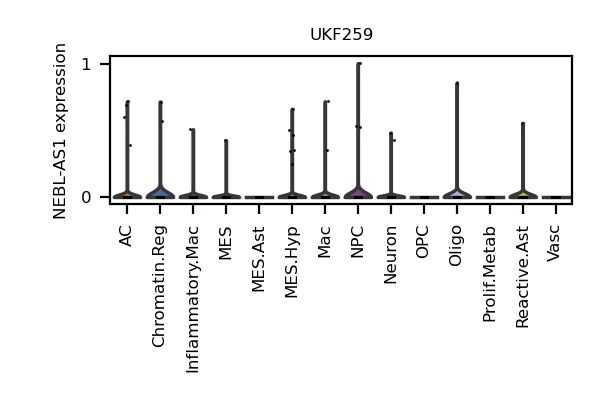 UKF259
NEBL-AS1 expression
1
0
AC
Chromatin.Reg
Inflammatory.Mac
MES
MES.Ast
MES.Hyp
Mac
NPC
Neuron
OPC
Oligo
Prolif.Metab
Reactive.Ast
Vasc